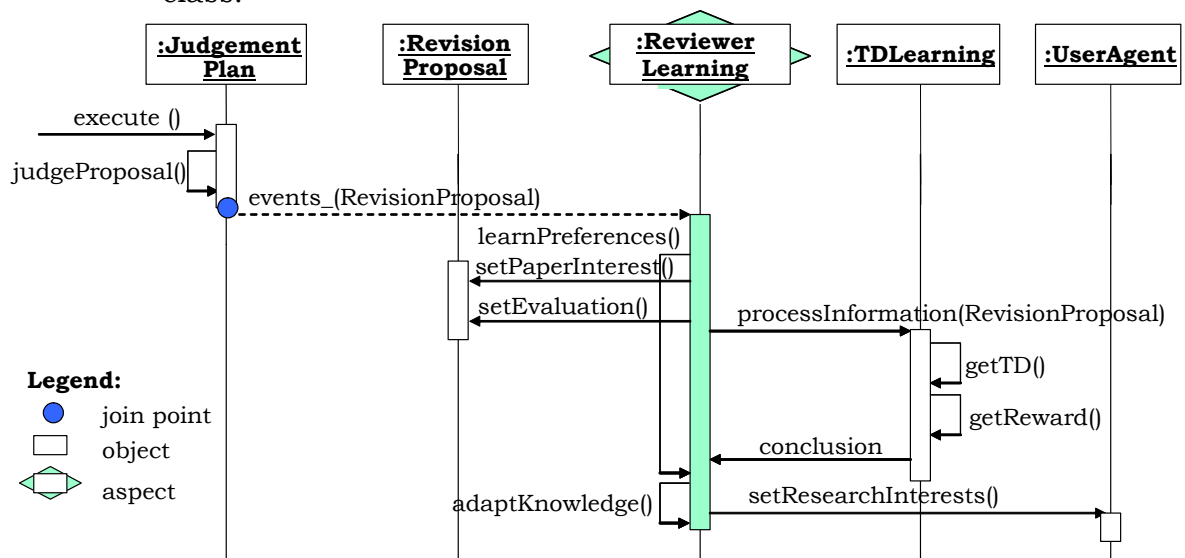 class.
:Judgement
Plan
:Revision
Proposal
:Reviewer
Learning
:TDLearning
:UserAgent
execute ()
judgeProposal()
events_(RevisionProposal)
learnPreferences()
setPaperInterest()
setEvaluation()
processInformation(RevisionProposal)
getTD()
getReward()
conclusion
adaptKnowledge()
setResearchInterests()
Legend:
join point
object
aspect